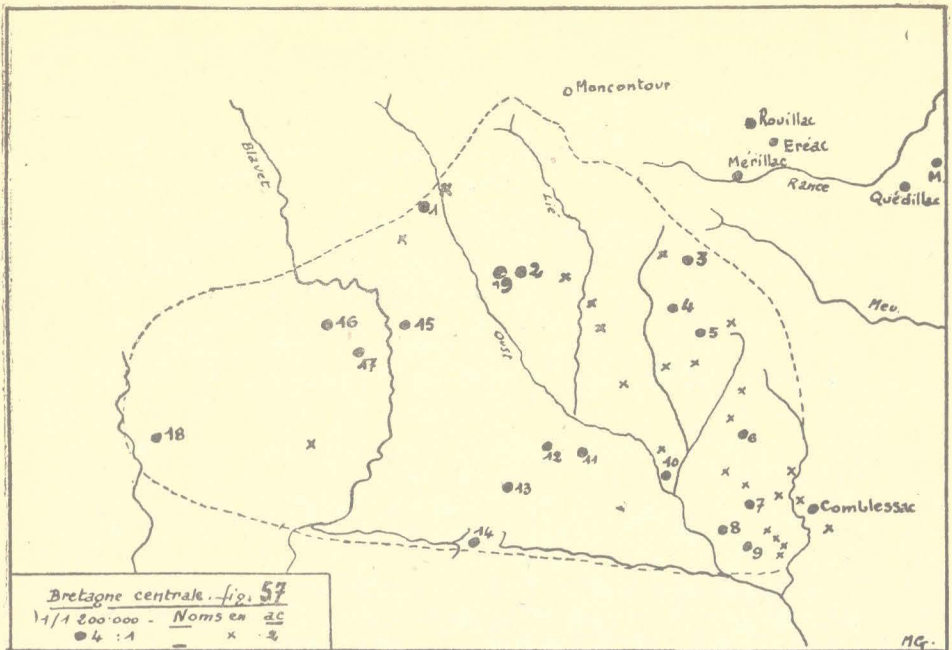 Moncontour
Rouillac
Eréac
Mérillac
Rance
M.
Quédillac
Blavet
1
Lié
3
2
19
4
Meu
16
15
5
17
Oust
18
6
12
11
10
13
7
Comblessac
8
14
9
Bretagne centrale. fig. 57
1/1 200.000 - Noms en ac
4 : 1 x 2
MG.